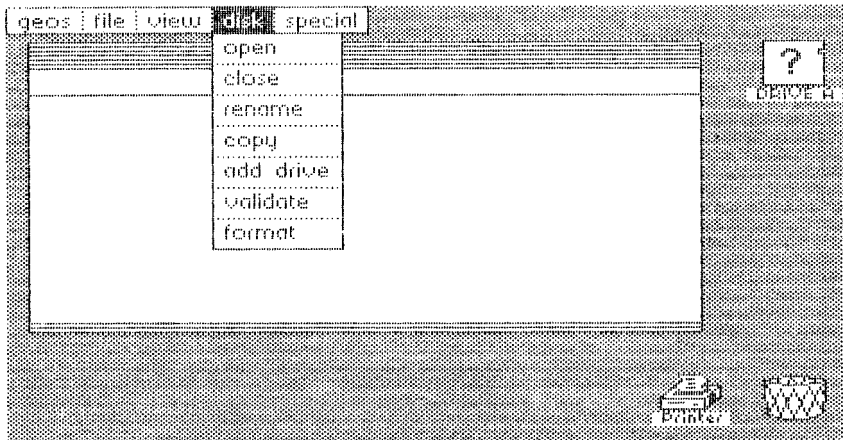 geos file view disk special
open
close
rename
copy
add drive
validate
format
?
DRIVE A
Printer